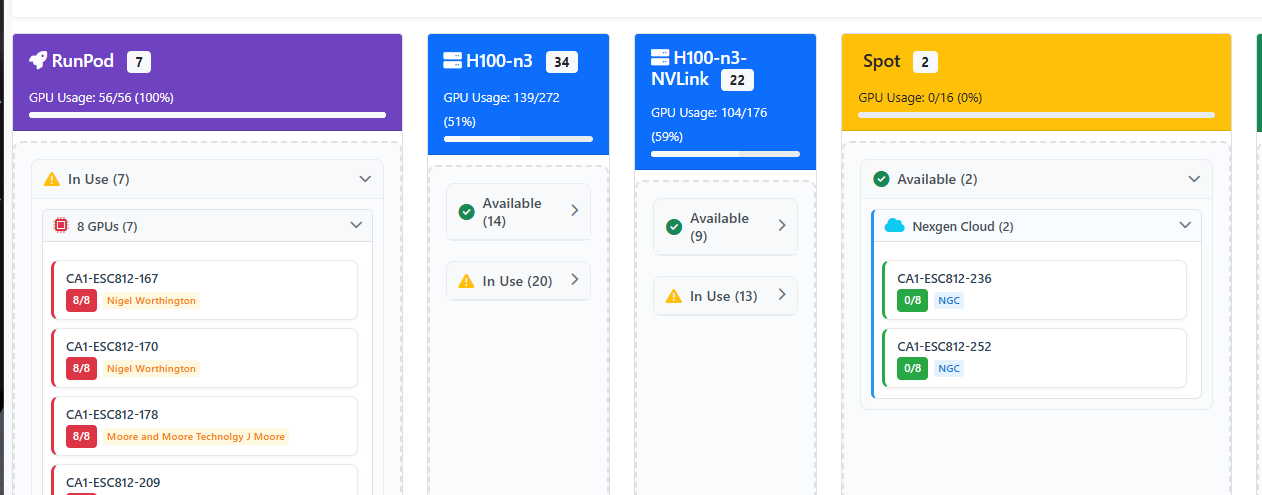 RunPod 7
GPU Usage: 56/56 (100%)
In Use (7)
8 GPUs (7)
CA1-ESC812-167
8/8 Nigel Worthington
CA1-ESC812-170
8/8 Nigel Worthington
CA1-ESC812-178
8/8 Moore and Moore Technolgy J Moore
CA1-ESC812-209
H100-n3 34
GPU Usage: 139/272
(51%)
Available
(14)
In Use (20)
H100-n3-
NVLink 22
GPU Usage: 104/176
(59%)
Available
(9)
In Use (13)
Spot 2
GPU Usage: 0/16 (0%)
Available (2)
Nexgen Cloud (2)
CA1-ESC812-236
0/8 NGC
CA1-ESC812-252
0/8 NGC